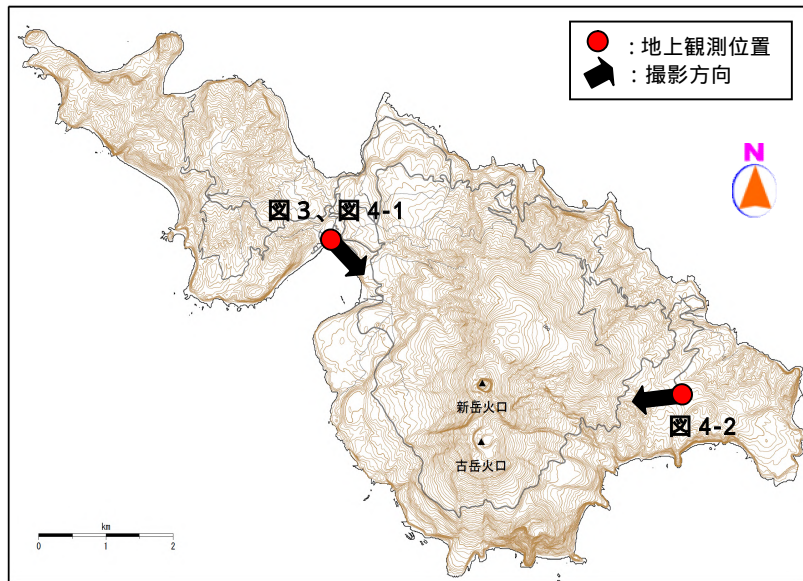 ：地上観測位置
：撮影方向
N
図３、図 4-1
新岳火口
図 4-2
古岳火口
km
0 1 2